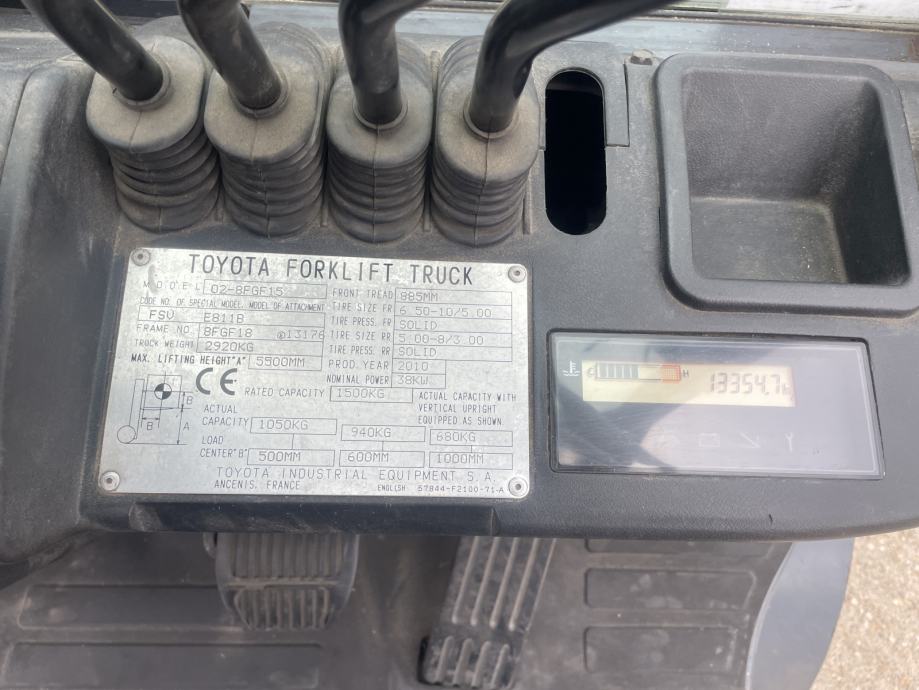 TOYOTA FORKLIFT TRUCK
MODEL 02-8FGF15 FRONT TREAD 885MM
CODE NO. OF SPECIAL MODEL. MODEL OF ATTACHMENT TIRE SIZE FR 6.50-10/5.00
FSV E811B TIRE PRESS. FR SOLID
FRAME NO. 8FGF18 @13176 TIRE SIZE RR 5.00-8/3.00
TRUCK WEIGHT 2920KG TIRE PRESS. RR SOLID
MAX. LIFTING HEIGHT"A" 5500MM PROD. YEAR 2010
NOMINAL POWER 38KW
CE RATED CAPACITY 1500KG ACTUAL CAPACITY WITH
VERTICAL UPRIGHT
EQUIPPED AS SHOWN
B
A
B
ACTUAL
CAPACITY 1050KG 940KG 680KG
LOAD
CENTER"B" 500MM 600MM 1000MM
TOYOTA INDUSTRIAL EQUIPMENT S.A.
ANCENIS. FRANCE ENGLISH 57844-F2100-71-A
C H 13354.7h